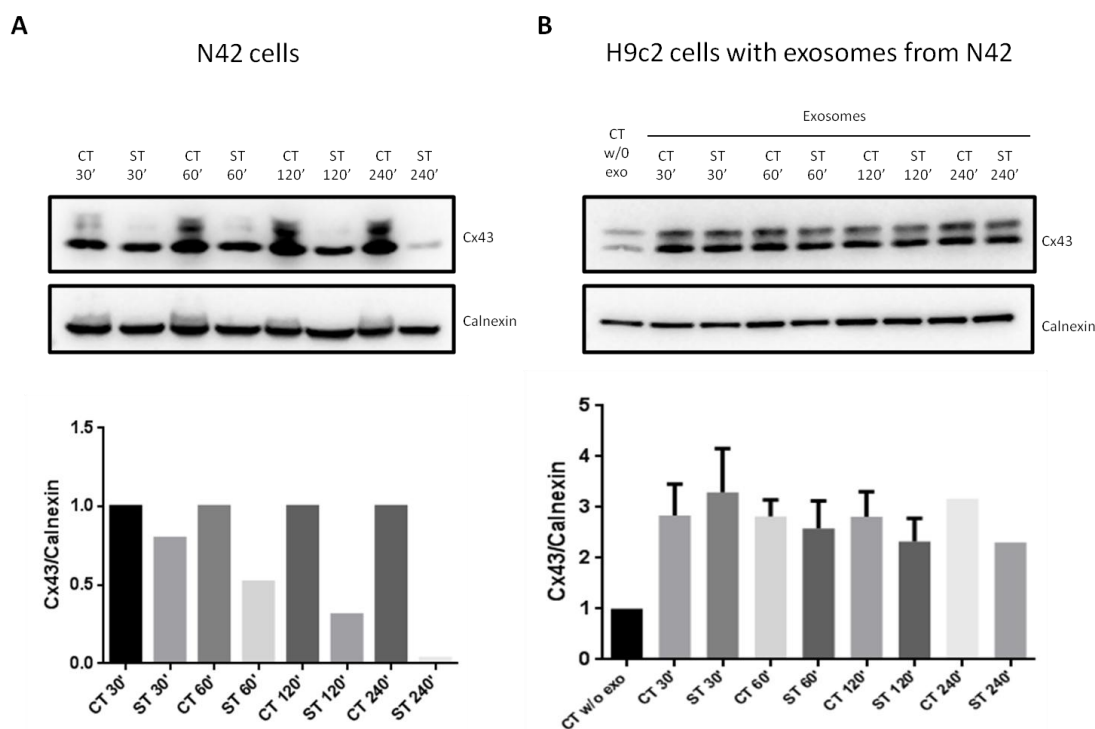 A
N42 cells
CT ST CT ST CT ST CT ST
30’ 30’ 60’ 60’ 120’ 120’ 240’ 240’
Cx43
Calnexin
Cx43/Calnexin
1.5
1.0
0.5
0.0
CT 30'
ST 30'
CT 60'
ST 60'
CT 120'
ST 120'
CT 240'
ST 240'
B
H9c2 cells with exosomes from N42
Exosomes
CT
w/0
exo
CT ST CT ST CT ST CT ST
30’ 30’ 60’ 60’ 120’ 120’ 240’ 240’
Cx43
Calnexin
Cx43/Calnexin
5
4
3
2
1
0
CT w/o exo
CT 30'
ST 30'
CT 60'
ST 60'
CT 120'
ST 120'
CT 240'
ST 240'